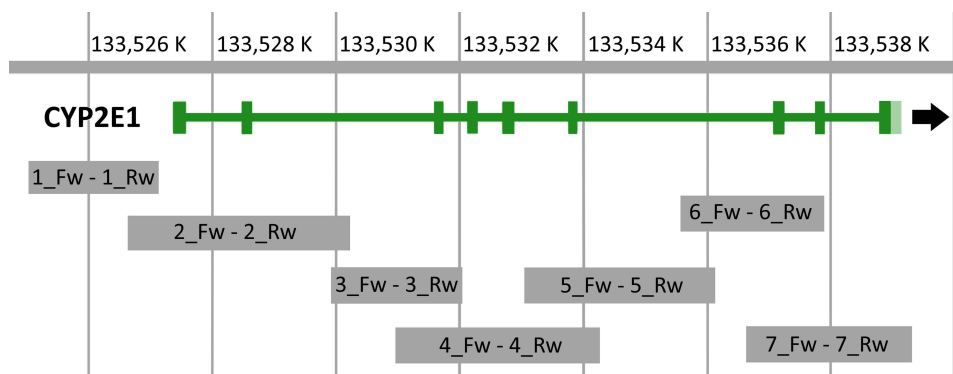 133,526 K 133,528 K 133,530 K 133,532 K 133,534 K 133,536 K 133,538 K
CYP2E1
1_Fw - 1_Rw
2_Fw - 2_Rw
6_Fw - 6_Rw
3_Fw - 3_Rw
5_Fw - 5_Rw
4_Fw - 4_Rw
7_Fw - 7_Rw